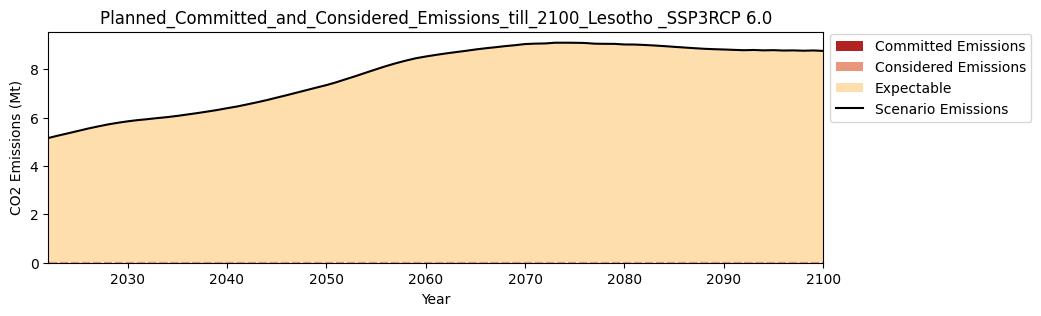 Planned_Committed_and_Considered_Emissions_till_2100_Lesotho _SSP3RCP 6.0
CO2 Emissions (Mt)
8
6
4
2
0
2030 2040 2050 2060 2070 2080 2090 2100
Year
Committed Emissions
Considered Emissions
Expectable
Scenario Emissions